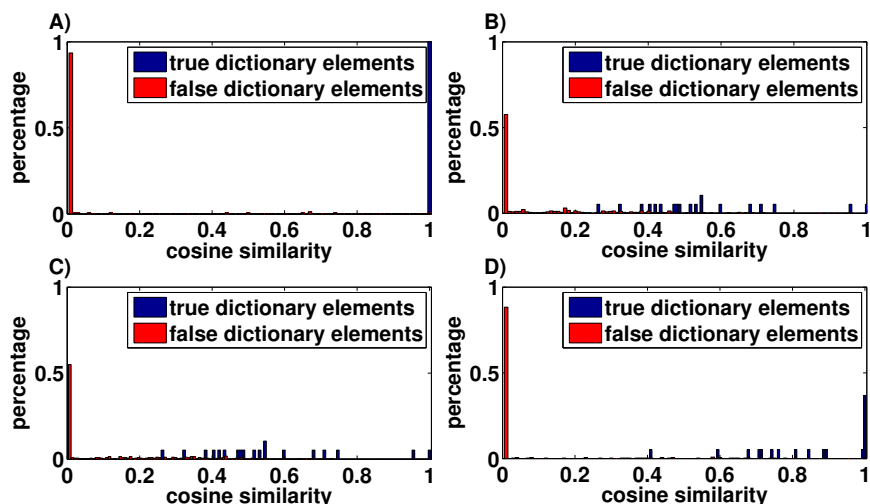 A)
1
0.5
0
percentage
true dictionary elements
false dictionary elements
0 0.2 0.4 0.6 0.8 1
cosine similarity
B)
1
0.5
0
percentage
true dictionary elements
false dictionary elements
0 0.2 0.4 0.6 0.8 1
cosine similarity
C)
1
0.5
0
percentage
true dictionary elements
false dictionary elements
0 0.2 0.4 0.6 0.8 1
cosine similarity
D)
1
0.5
0
percentage
true dictionary elements
false dictionary elements
0 0.2 0.4 0.6 0.8 1
cosine similarity